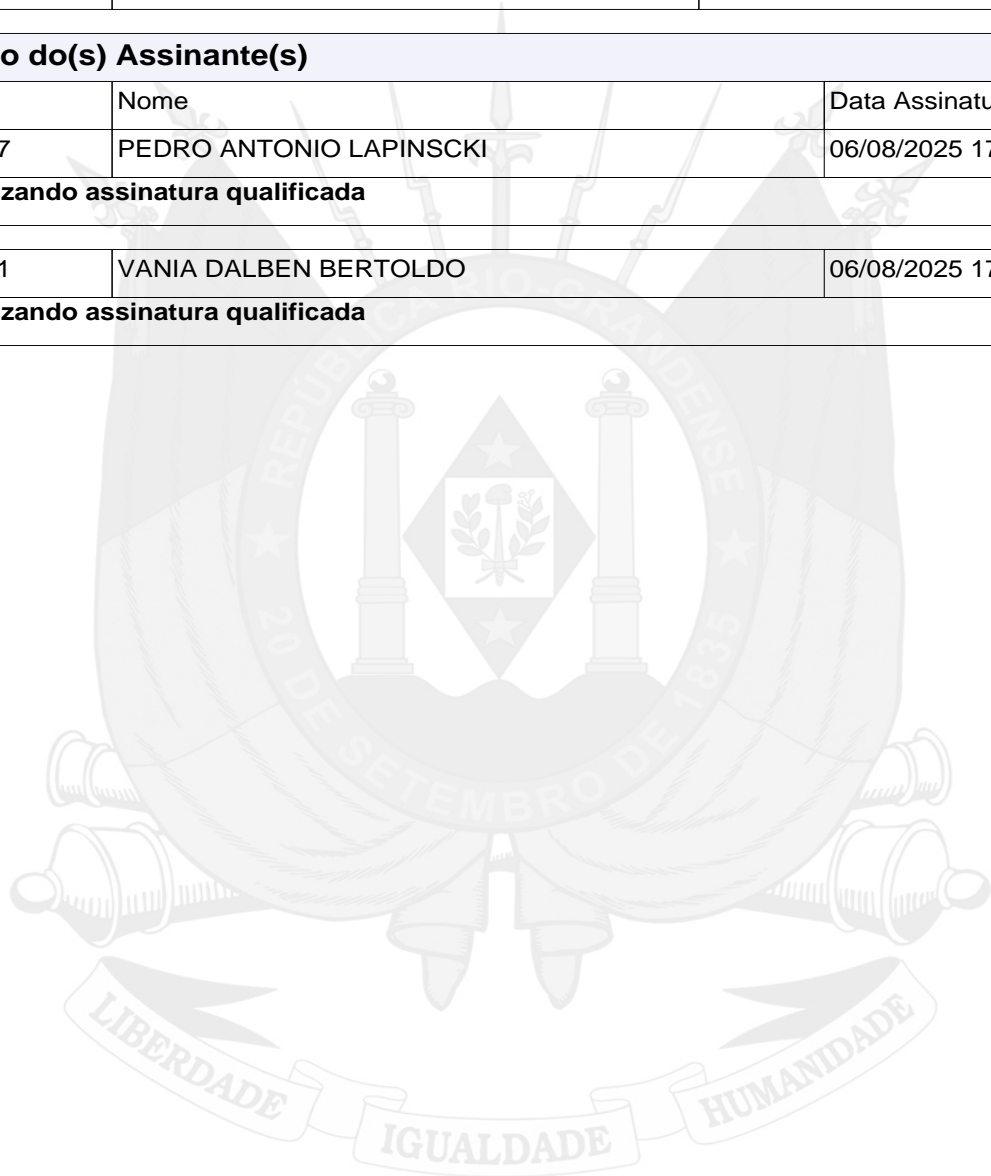 o do(s) Assinante(s)
Nome Data Assinatu
7 PEDRO ANTONIO LAPINSCKI 06/08/2025 17
zando assinatura qualificada
1 VANIA DALBEN BERTOLDO 06/08/2025 17
zando assinatura qualificada
REPÚBLICA RIO-GRANDENSE
20 DE SETEMBRO DE 1835
LIBERDADE IGUALDADE HUMANIDADE